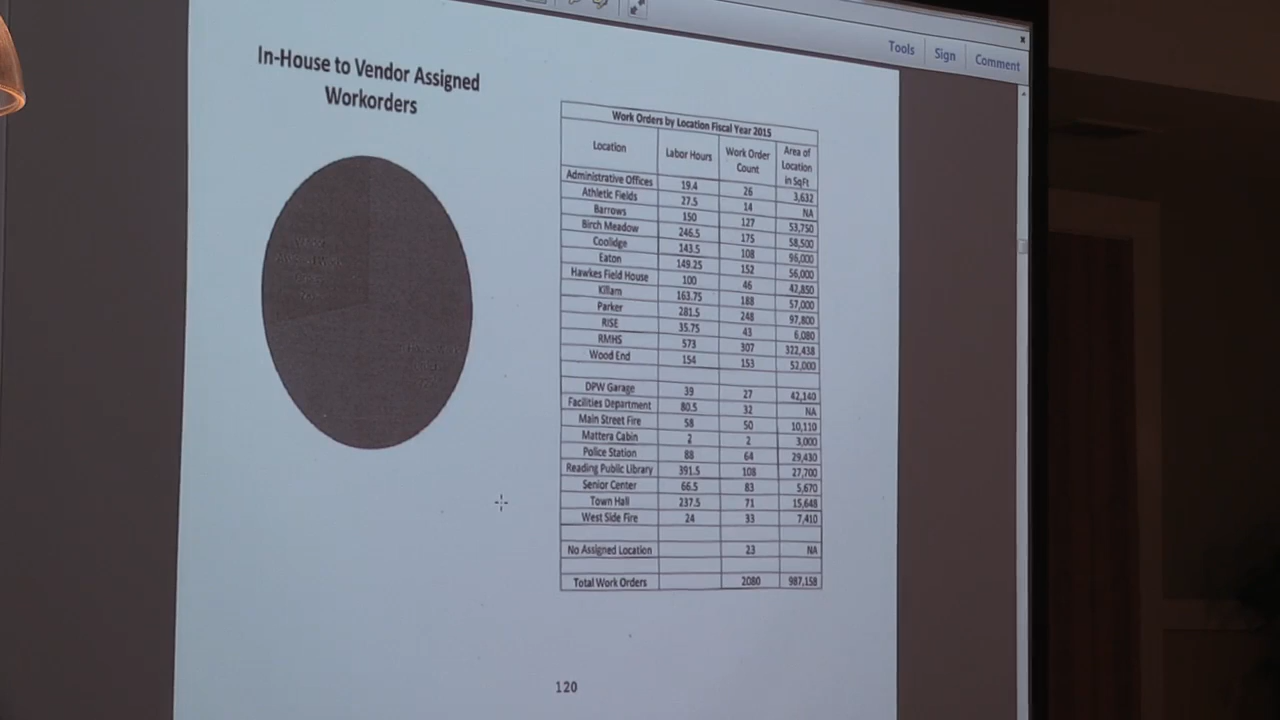 Tools Sign Comment
In-House to Vendor Assigned
Workorders
Work Orders by Location Fiscal Year 2015
Location Labor Hours Work Order Count Area of Location in SqFt
Administrative Offices 19.4 26 3,632
Athletic Fields 27.5 14 NA
Barrows 150 127 53,750
Birch Meadow 246.5 175 58,500
Coolidge 143.5 108 96,000
Eaton 149.25 152 56,000
Hawkes Field House 100 46 42,850
Killam 163.75 188 57,000
Parker 281.5 248 97,800
RISE 35.75 43 6,080
RMHS 573 307 322,438
Wood End 154 153 52,000
DPW Garage 39 27 42,140
Facilities Department 80.5 32 NA
Main Street Fire 58 50 10,110
Mattera Cabin 2 2 3,000
Police Station 88 64 29,430
Reading Public Library 391.5 108 27,700
Senior Center 66.5 83 5,670
Town Hall 237.5 71 15,648
West Side Fire 24 33 7,410
No Assigned Location 23 NA
Total Work Orders 2080 987,158
120